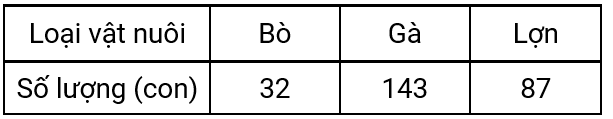 Loại vật nuôi Bò Gà Lợn
Số lượng (con) 32 143 87